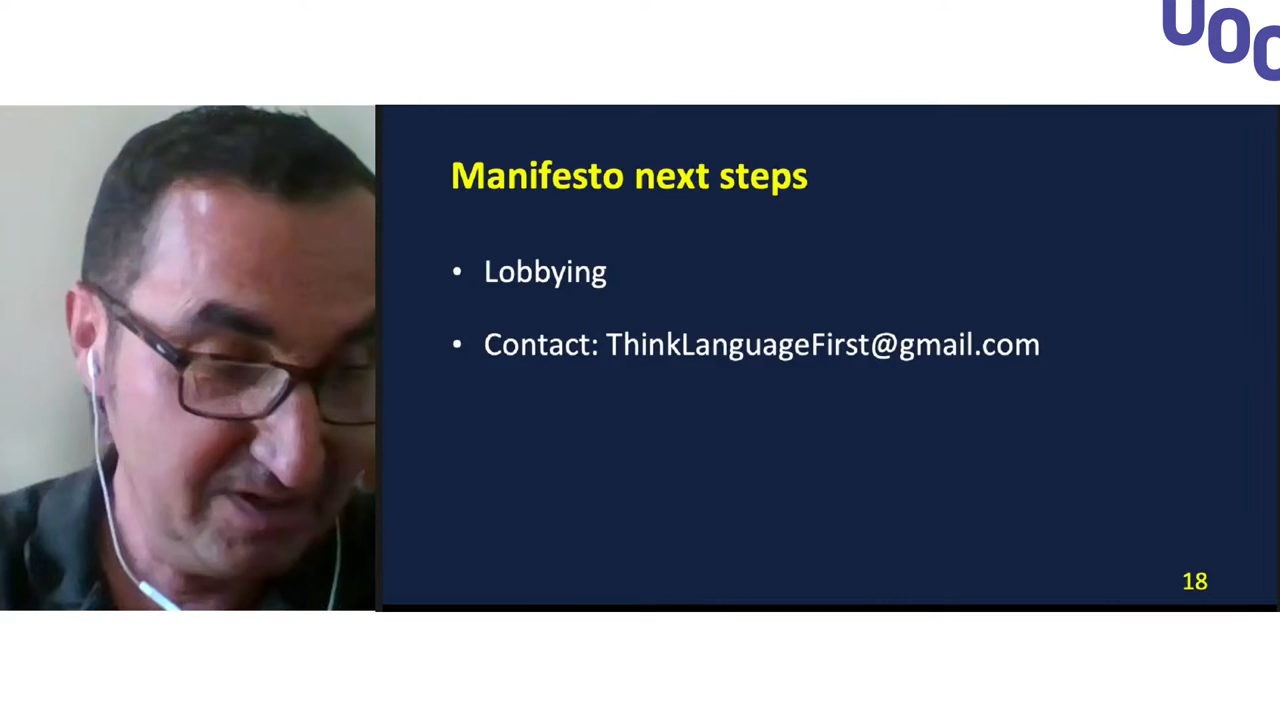 UOC
Manifesto next steps
• Lobbying
• Contact: ThinkLanguageFirst@gmail.com
18